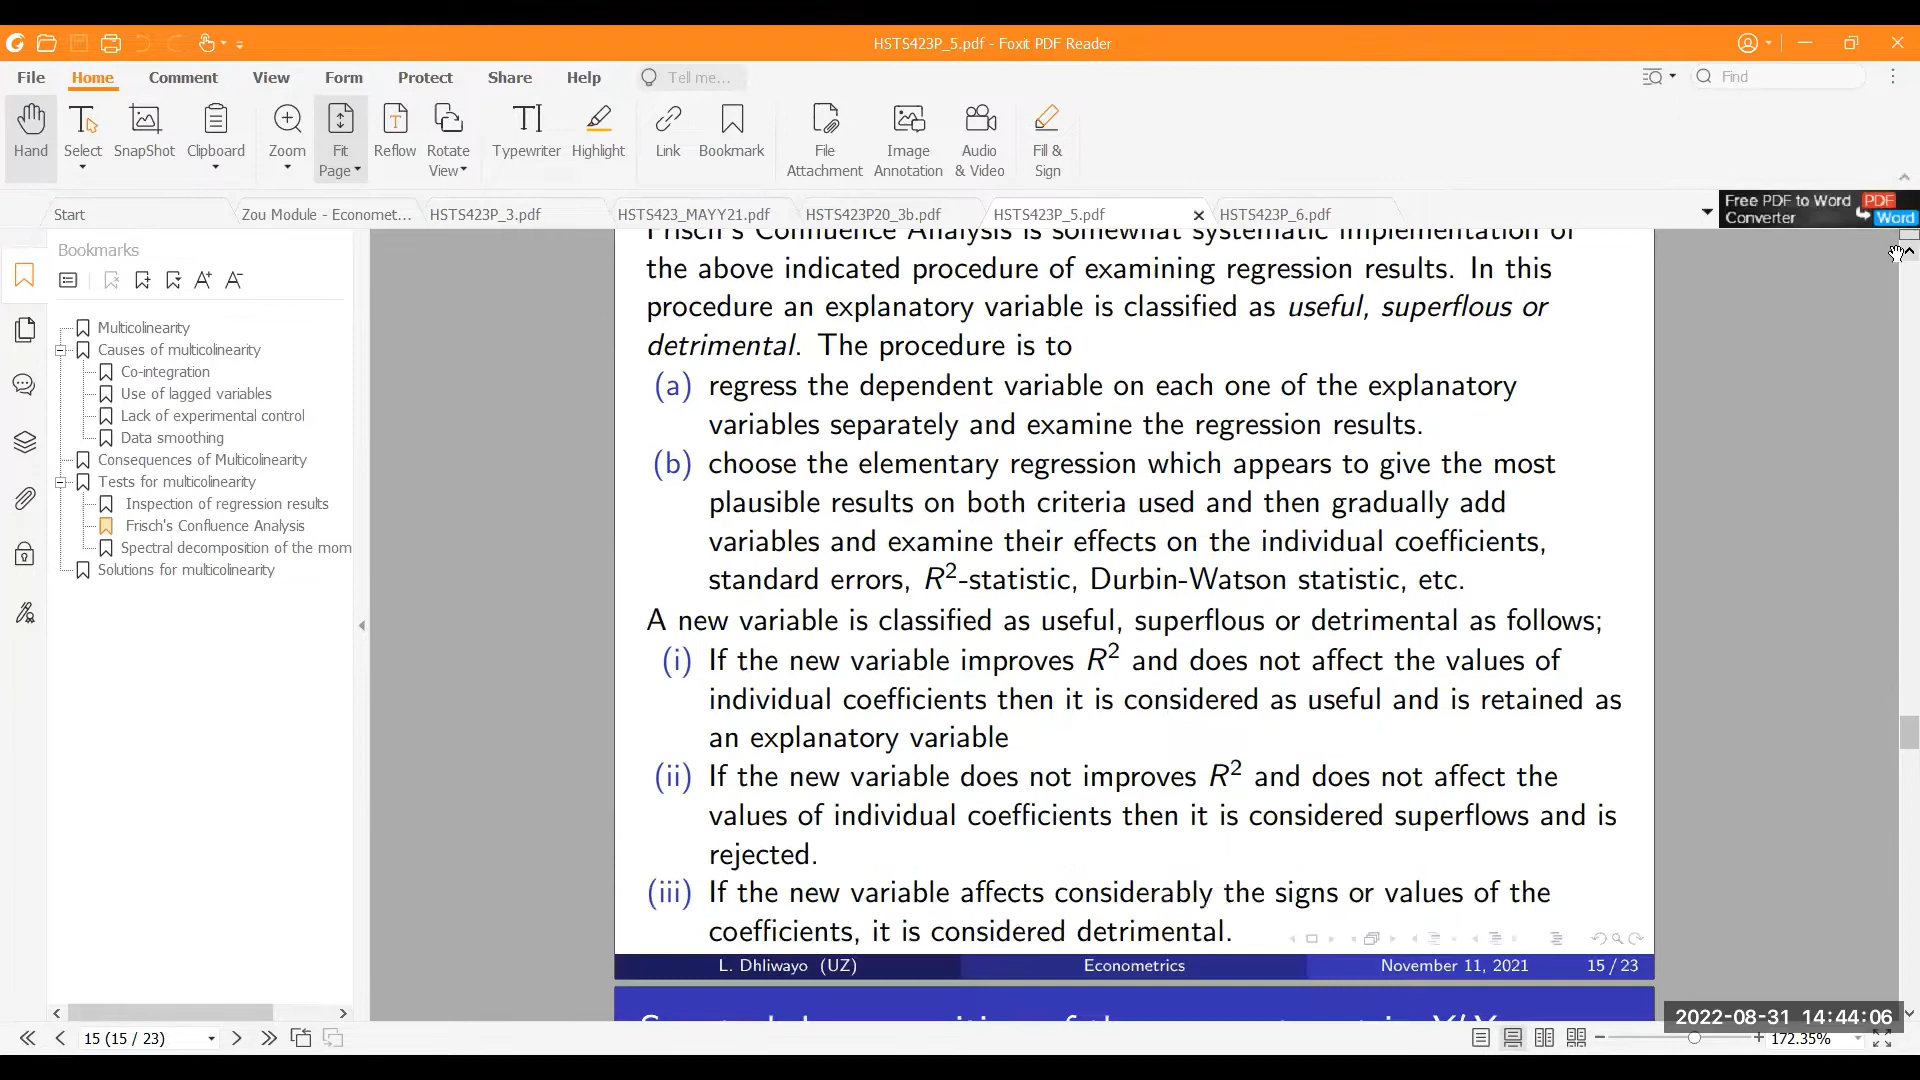 HSTS423P_5.pdf - Foxit PDF Reader
File Home Comment View Form Protect Share Help Tell me... Find
Hand Select SnapShot Clipboard Zoom Fit Page Reflow Rotate View Typewriter Highlight Link Bookmark File Attachment Image Annotation Audio & Video Fill & Sign
Start Zou Module - Economet... HSTS423P_3.pdf HSTS423_MAYY21.pdf HSTS423P20_3b.pdf HSTS423P_5.pdf HSTS423P_6.pdf
Free PDF to Word PDF
Converter Word
Bookmarks
Multicolinearity
Causes of multicolinearity
Co-integration
Use of lagged variables
Lack of experimental control
Data smoothing
Consequences of Multicolinearity
Tests for multicolinearity
Inspection of regression results
Frisch's Confluence Analysis
Spectral decomposition of the mom
Solutions for multicolinearity
Frisch's Confluence Analysis is somewhat systematic implementation of
the above indicated procedure of examining regression results. In this
procedure an explanatory variable is classified as useful, superflous or
detrimental. The procedure is to
(a) regress the dependent variable on each one of the explanatory
variables separately and examine the regression results.
(b) choose the elementary regression which appears to give the most
plausible results on both criteria used and then gradually add
variables and examine their effects on the individual coefficients,
standard errors, R²-statistic, Durbin-Watson statistic, etc.
A new variable is classified as useful, superflous or detrimental as follows;
(i) If the new variable improves R² and does not affect the values of
individual coefficients then it is considered as useful and is retained as
an explanatory variable
(ii) If the new variable does not improves R² and does not affect the
values of individual coefficients then it is considered superflows and is
rejected.
(iii) If the new variable affects considerably the signs or values of the
coefficients, it is considered detrimental.
L. Dhliwayo (UZ) Econometrics November 11, 2021 15 / 23
2022-08-31 14:44:06
15 (15 / 23) 172.35%